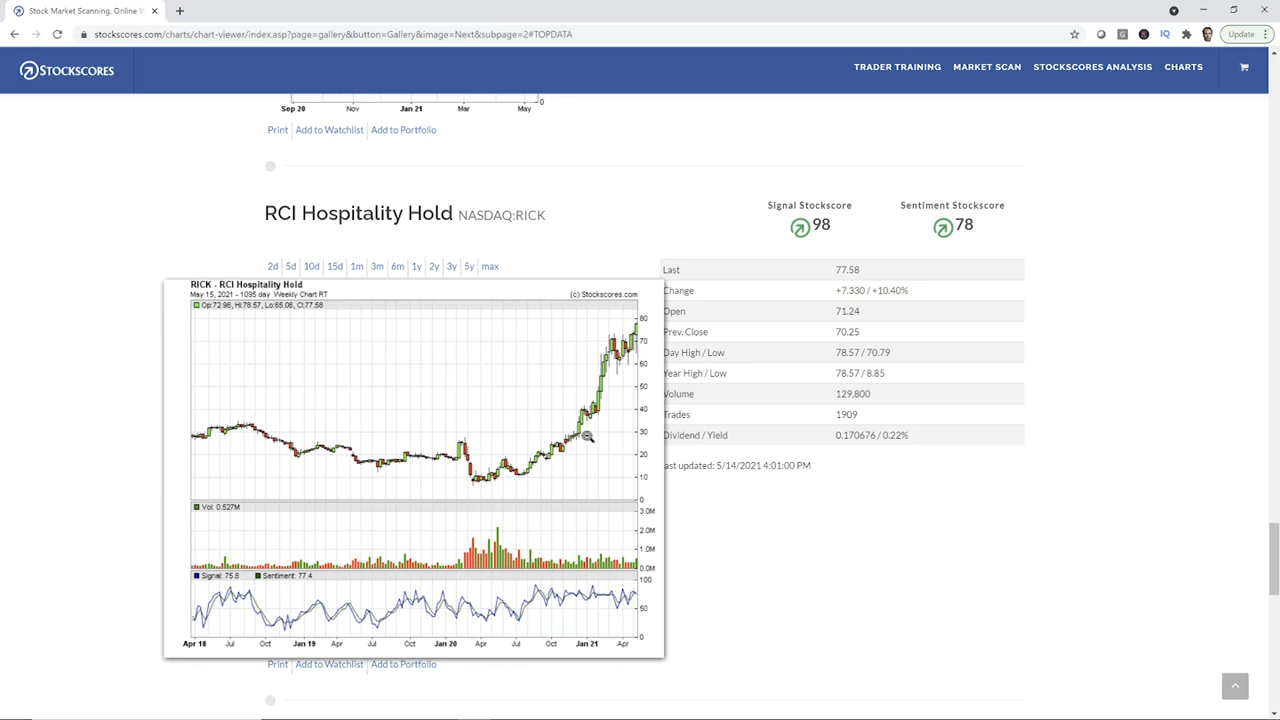 Stock Market Scanning, Online V
stockscores.com/charts/chart-viewer/index.asp?page=gallery&button=Gallery&image=Next&subpage=2#TOPDATA
Update
STOCKSCORES
TRADER TRAINING MARKET SCAN STOCKSCORES ANALYSIS CHARTS
0
Sep 20 Nov Jan 21 Mar May
Print Add to Watchlist Add to Portfolio
RCI Hospitality Hold NASDAQ:RICK
Signal Stockscore
98
Sentiment Stockscore
78
2d 5d 10d 15d 1m 3m 6m 1y 2y 3y 5y max
RICK - RCI Hospitality Hold
May 15, 2021 - 1095 day Weekly Chart RT (c) Stockscores.com
Op:72.96, Hi:78.57, Lo:65.06, Cl:77.58
80
70
60
50
40
30
20
10
0
Vol: 0.527M
3.0M
2.0M
1.0M
0.0M
Signal: 75.8 Sentiment: 77.4
100
50
0
Apr 18 Jul Oct Jan 19 Apr Jul Oct Jan 20 Apr Jul Oct Jan 21 Apr
Last 77.58
Change +7.330 / +10.40%
Open 71.24
Prev. Close 70.25
Day High / Low 78.57 / 70.79
Year High / Low 78.57 / 8.85
Volume 129,800
Trades 1909
Dividend / Yield 0.170676 / 0.22%
ast updated: 5/14/2021 4:01:00 PM
Print Add to Watchlist Add to Portfolio